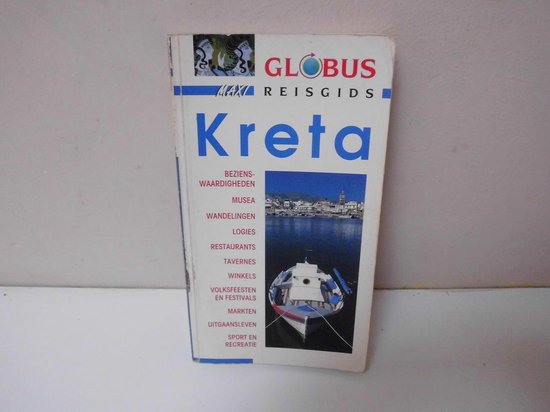 GLOBUS
MAXI REISGIDS
Kreta
BEZIENS-
WAARDIGHEDEN
MUSEA
WANDELINGEN
LOGIES
RESTAURANTS
TAVERNES
WINKELS
VOLKSFEESTEN
EN FESTIVALS
MARKTEN
UITGAANSLEVEN
SPORT EN
RECREATIE